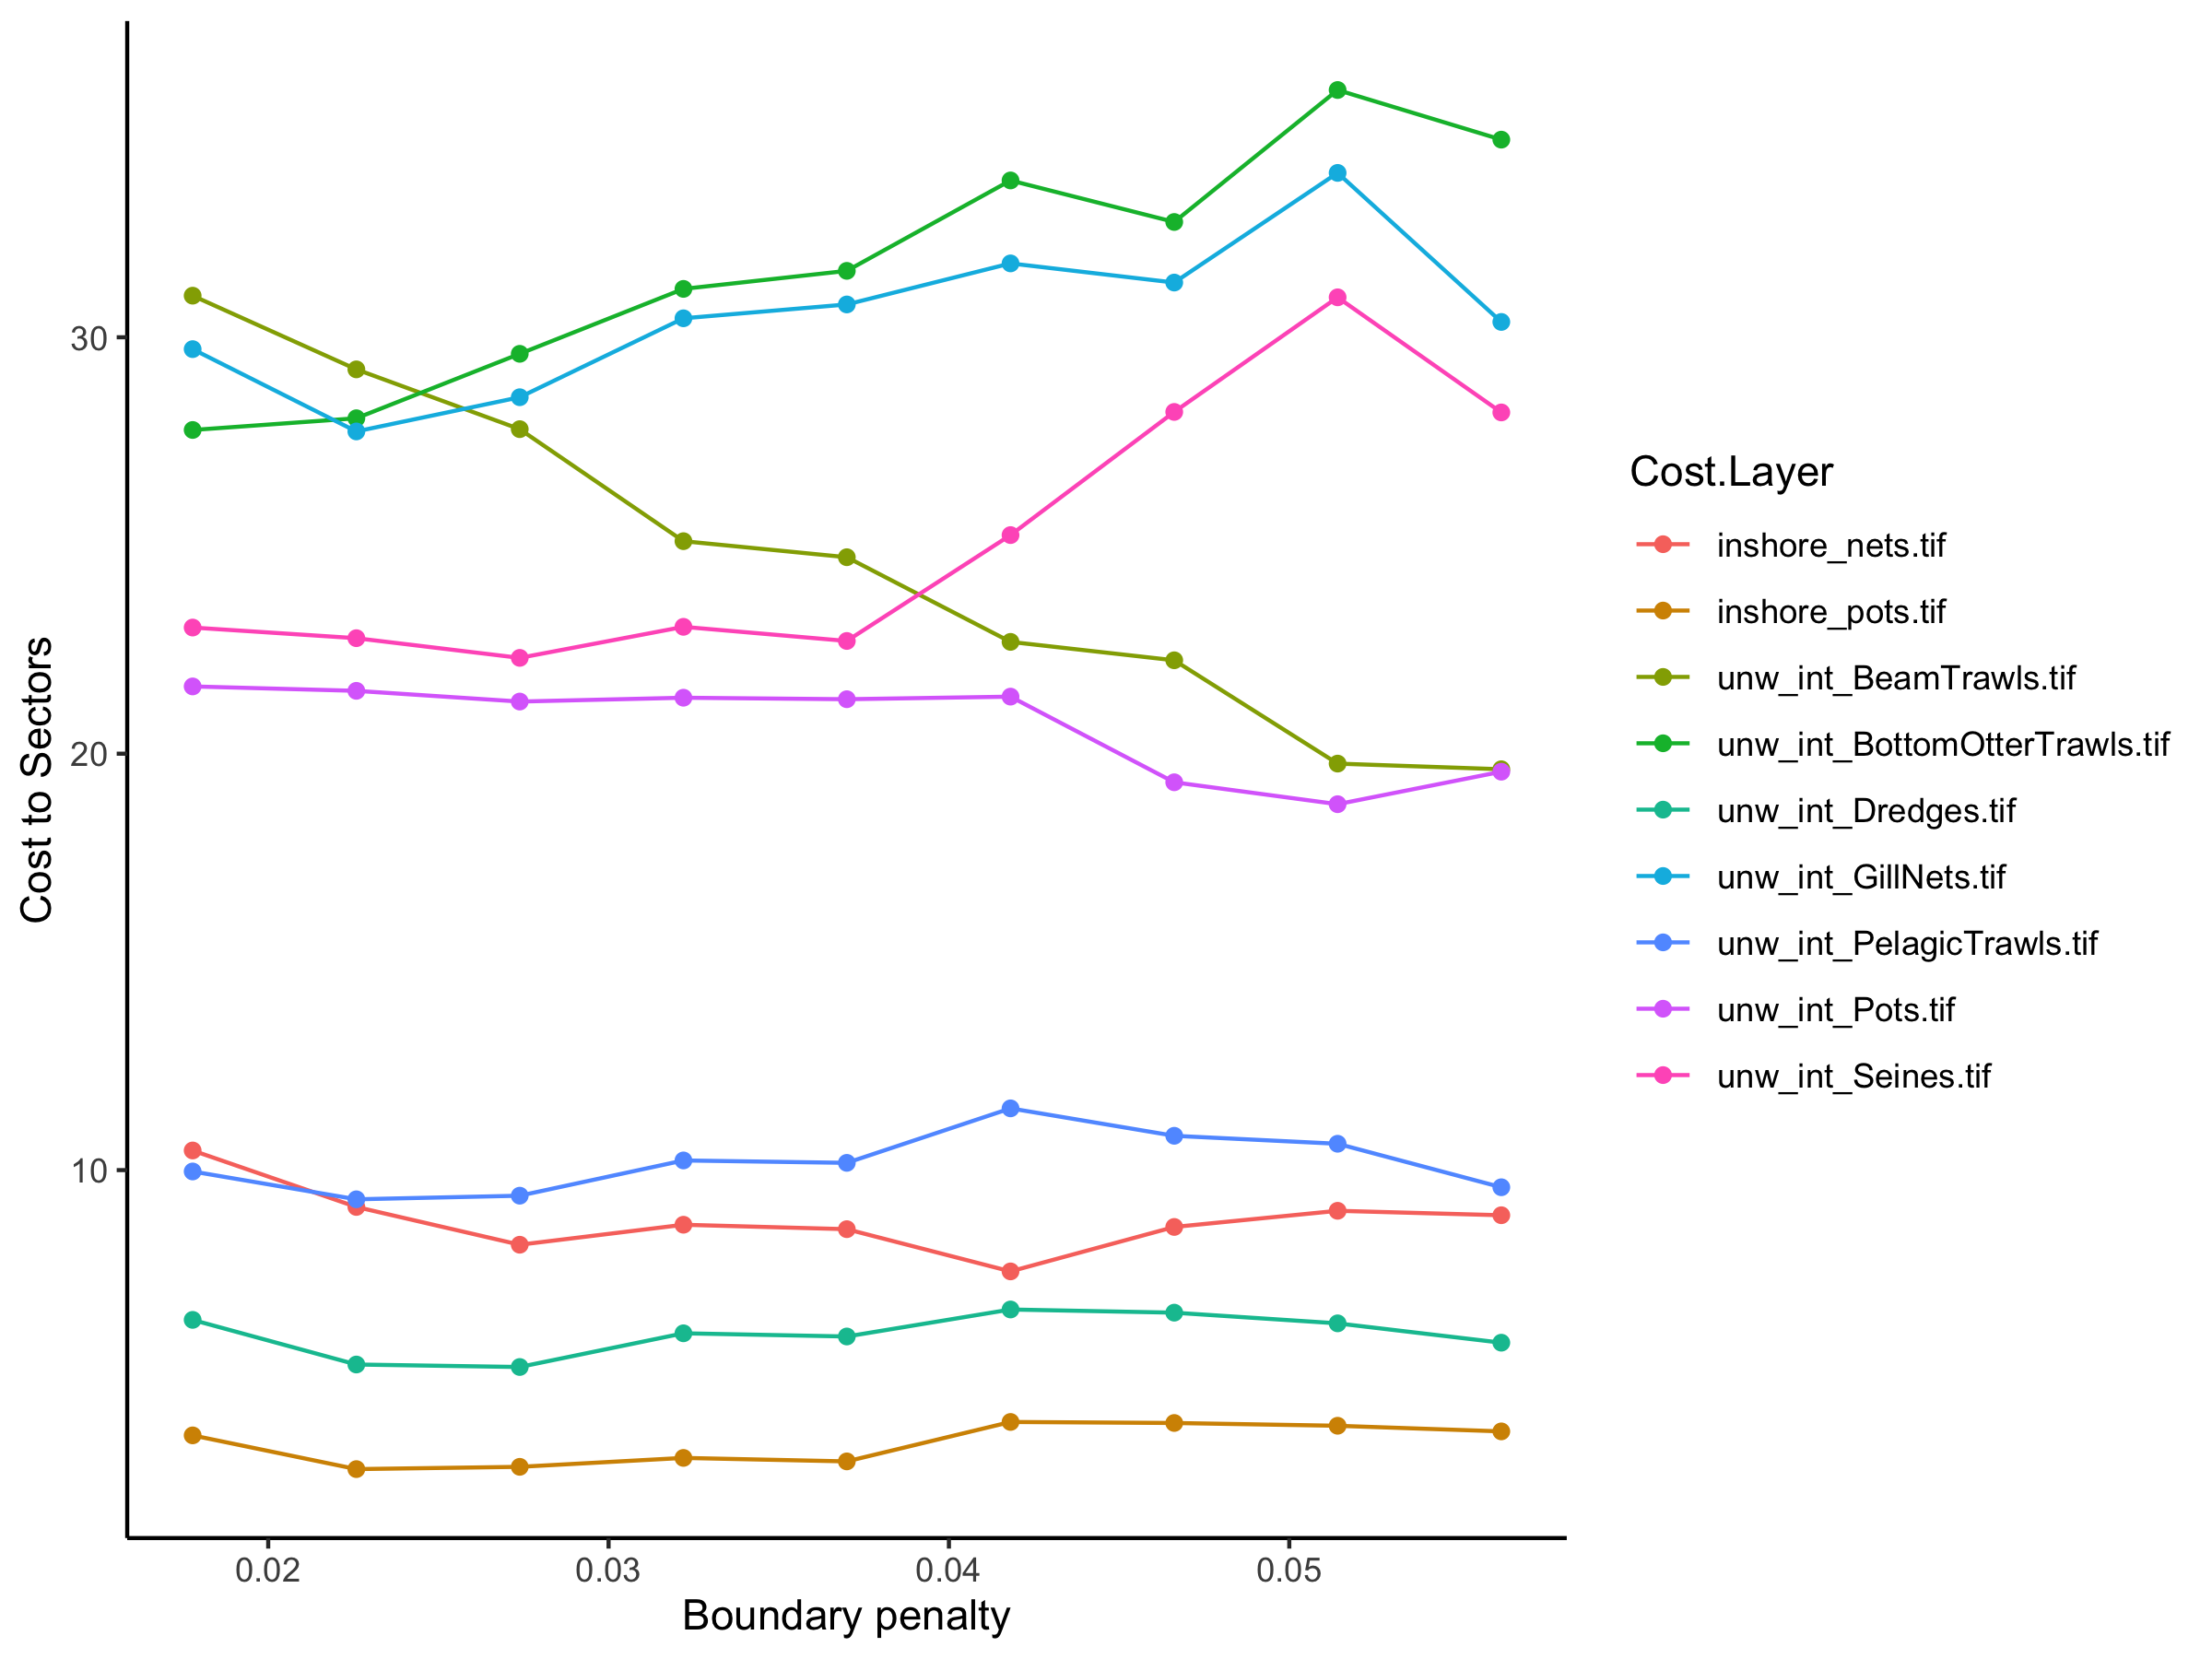 30
20
10
Cost to Sectors
0.02
0.03
0.04
0.05
Boundary penalty
Cost.Layer
inshore_nets.tif
inshore_pots.tif
unw_int_BeamTrawls.tif
unw_int_BottomOtterTrawls.tif
unw_int_Dredges.tif
unw_int_GillNets.tif
unw_int_PelagicTrawls.tif
unw_int_Pots.tif
unw_int_Seines.tif